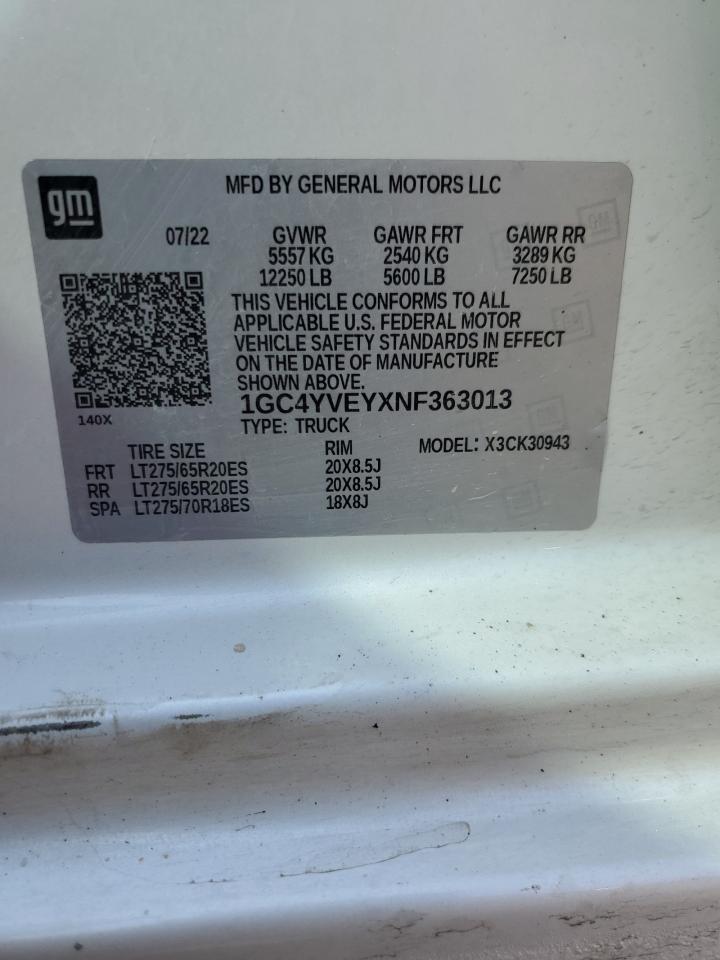 gm
MFD BY GENERAL MOTORS LLC
07/22 GVWR GAWR FRT GAWR RR
5557 KG 2540 KG 3289 KG
12250 LB 5600 LB 7250 LB
THIS VEHICLE CONFORMS TO ALL
APPLICABLE U.S. FEDERAL MOTOR
VEHICLE SAFETY STANDARDS IN EFFECT
ON THE DATE OF MANUFACTURE
SHOWN ABOVE.
1GC4YVEYXNF363013
140X
TYPE: TRUCK
MODEL: X3CK30943
TIRE SIZE RIM
FRT LT275/65R20ES 20X8.5J
RR LT275/65R20ES 20X8.5J
SPA LT275/70R18ES 18X8J